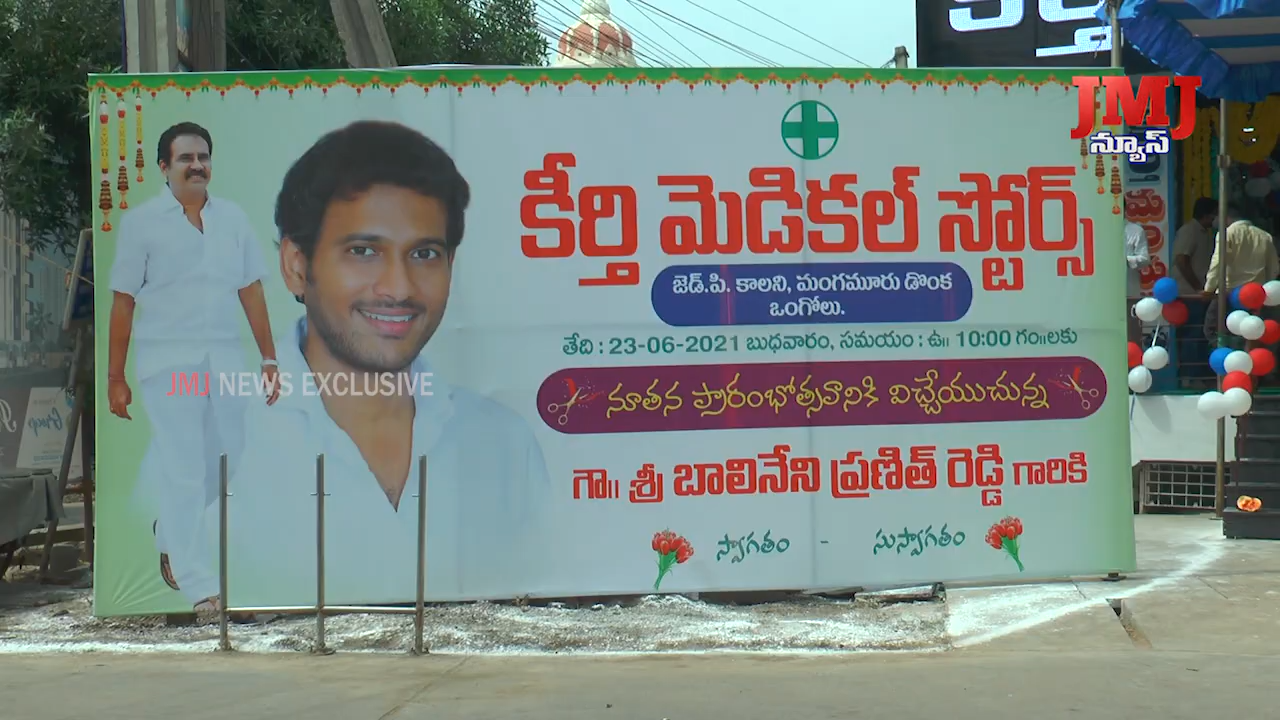 కీర్తి
JMJ
న్యూస్
కీర్తి మెడికల్ స్టోర్స్
జెడ్.పి. కాలని, మంగమూరు డొంక
ఒంగోలు.
తేది : 23-06-2021 బుధవారం, సమయం : ఉ॥ 10:00 గం॥లకు
JMJ NEWS EXCLUSIVE
నూతన ప్రారంభోత్సవానికి విచ్చేయుచున్న
గౌ॥ శ్రీ బాలినేని ప్రణీత్ రెడ్డి గారికి
స్వాగతం - సుస్వాగతం
Group